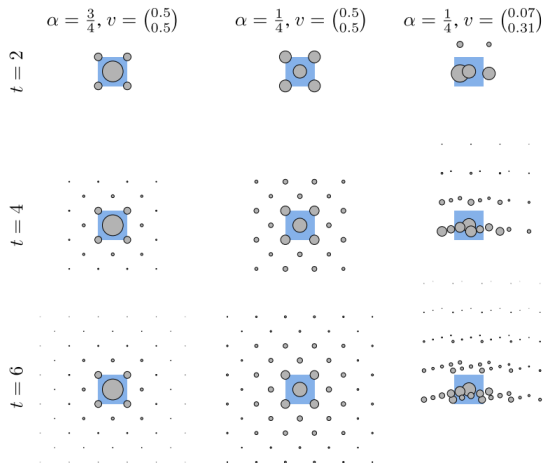 α = 3/4, v = (0.5 0.5) α = 1/4, v = (0.5 0.5) α = 1/4, v = (0.07 0.31)
t = 2
t = 4
t = 6